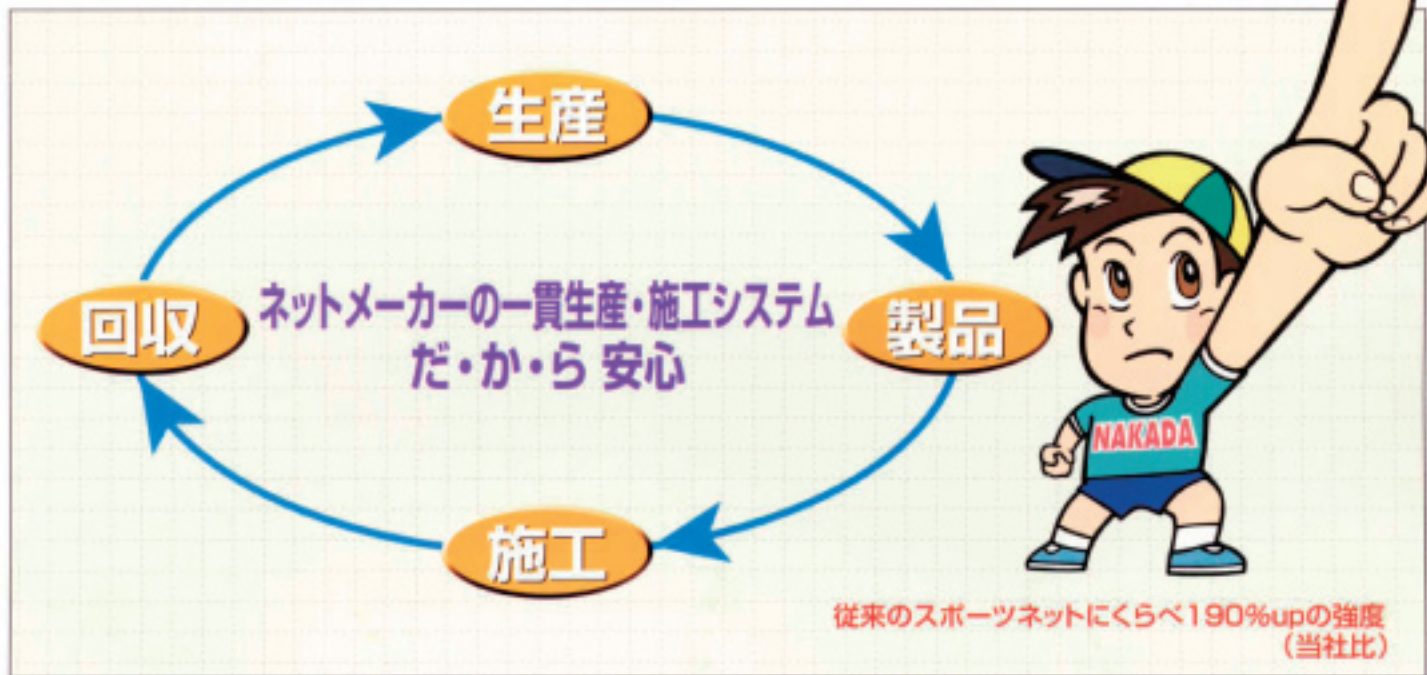 生産
回収
ネットメーカーの一貫生産・施工システム
だ・か・ら 安心
製品
NAKADA
施工
従来のスポーツネットにくらべ190%upの強度
（当社比）